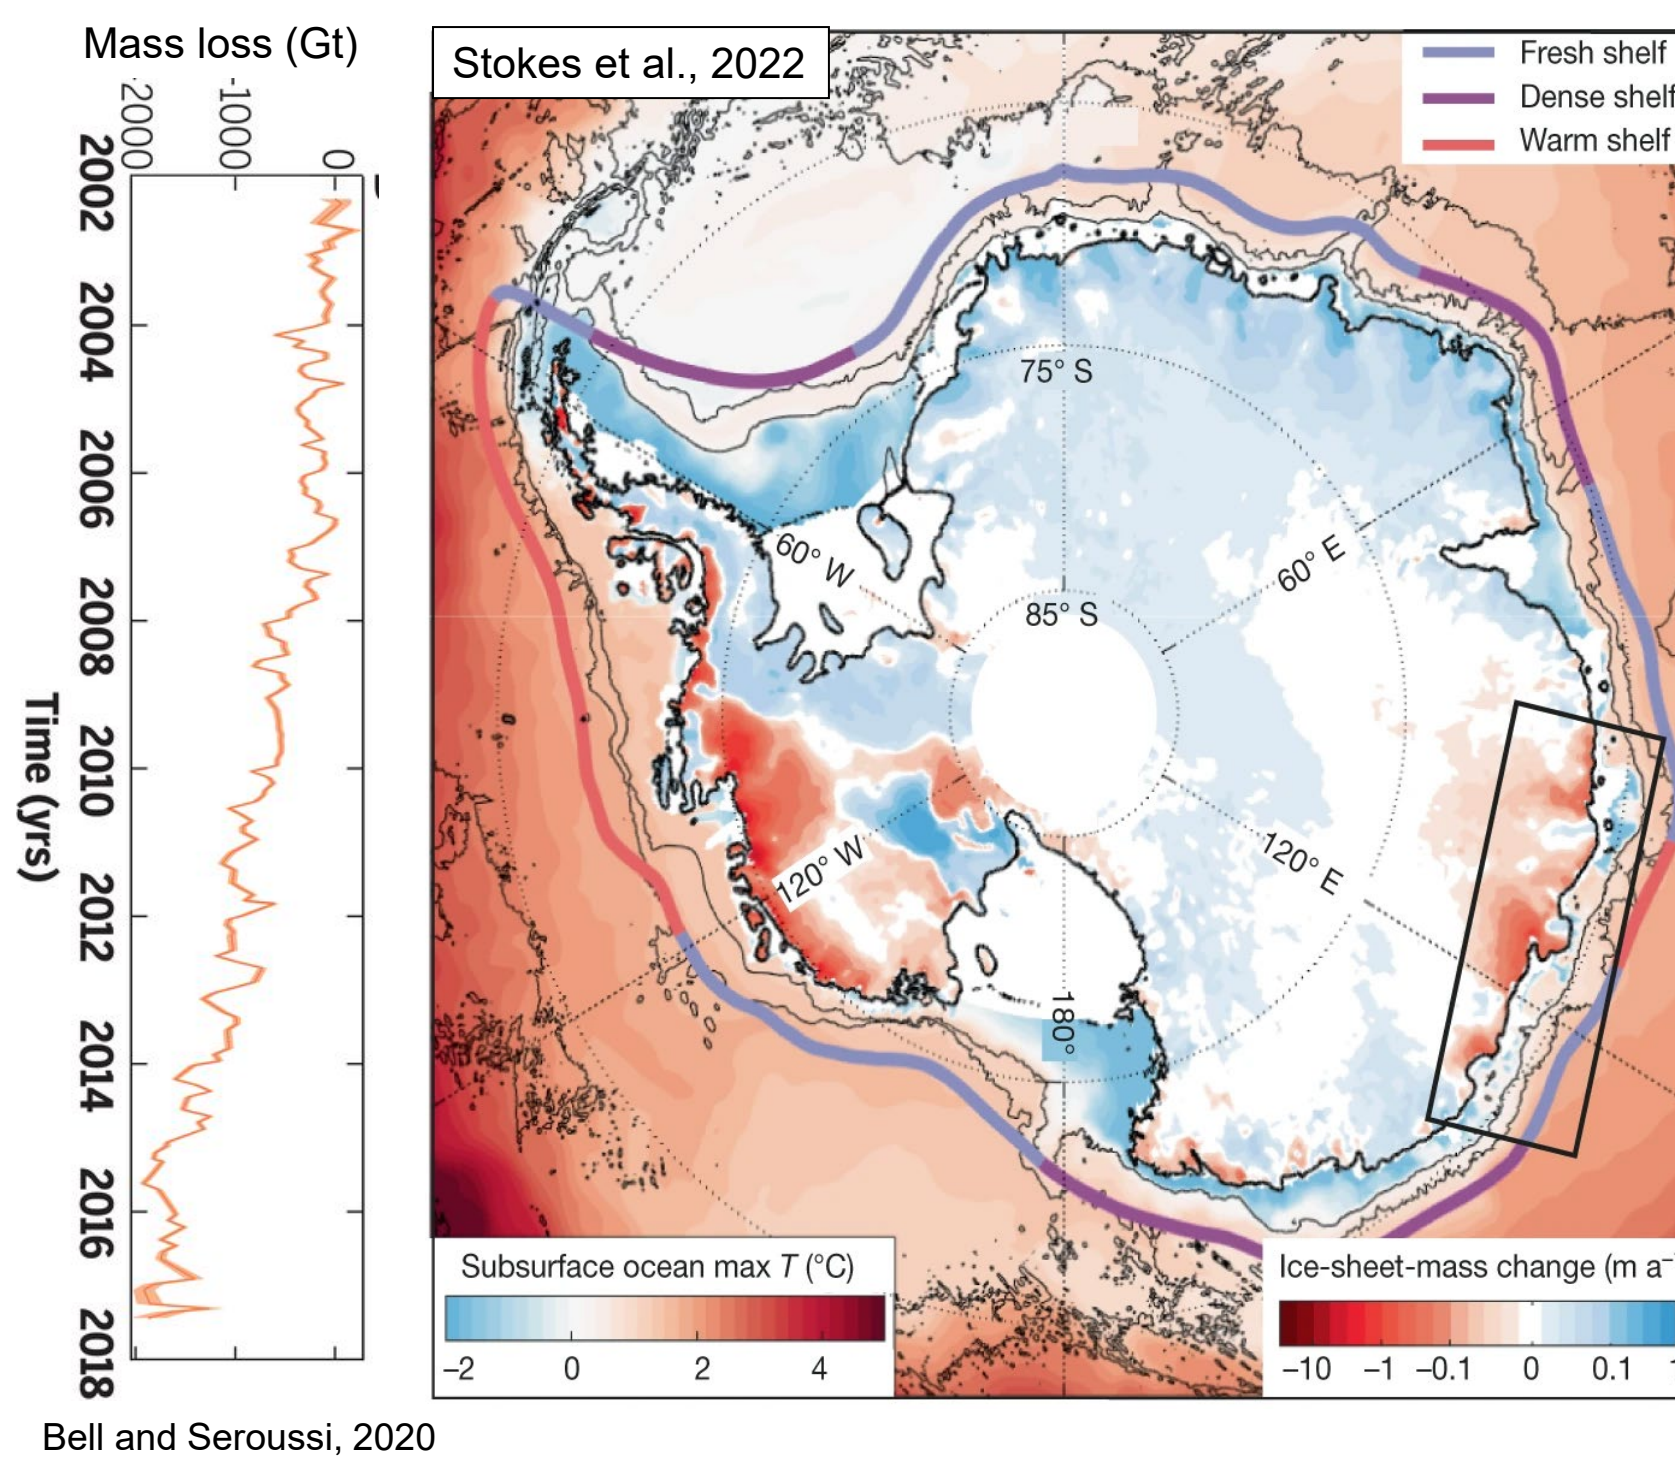 Mass loss (Gt)
-2000
-1000
0
2002
2004
2006
2008
2010
2012
2014
2016
2018
Time (yrs)
Bell and Seroussi, 2020
Stokes et al., 2022
Fresh shelf
Dense shelf
Warm shelf
75° S
60° W
60° E
85° S
120° W
120° E
180°
Subsurface ocean max T (°C)
–2 0 2 4
Ice-sheet-mass change (m a–
–10 –1 –0.1 0 0.1